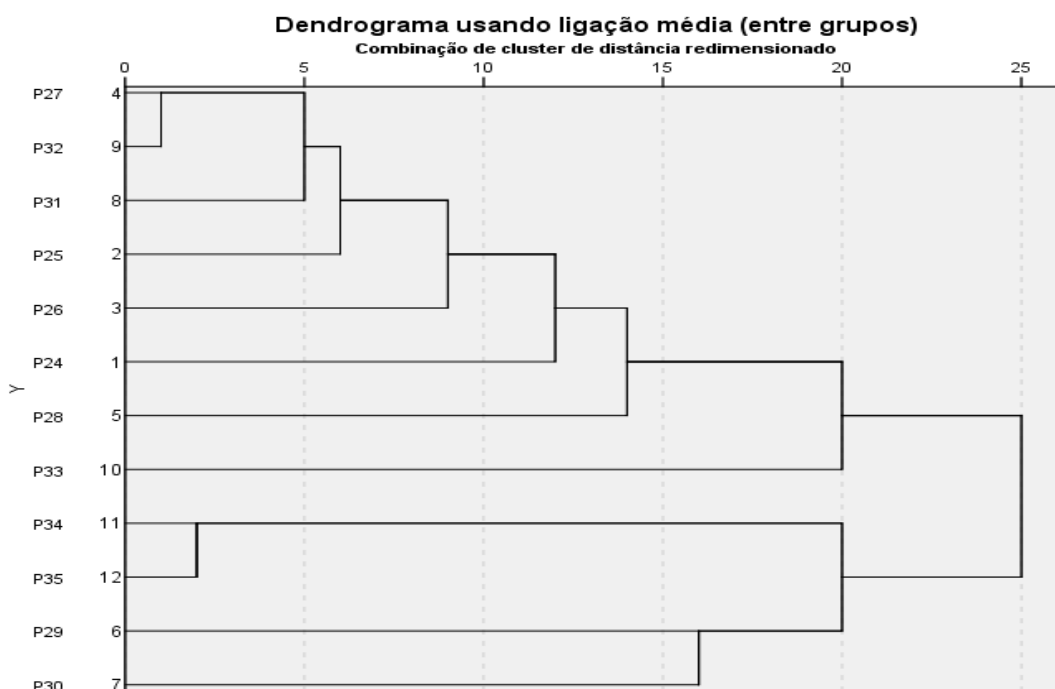 Dendrograma usando ligação média (entre grupos)
Combinação de cluster de distância redimensionado
0 5 10 15 20 25
P27 4
P32 9
P31 8
P25 2
P26 3
P24 1
Y
P28 5
P33 10
P34 11
P35 12
P29 6
P30 7